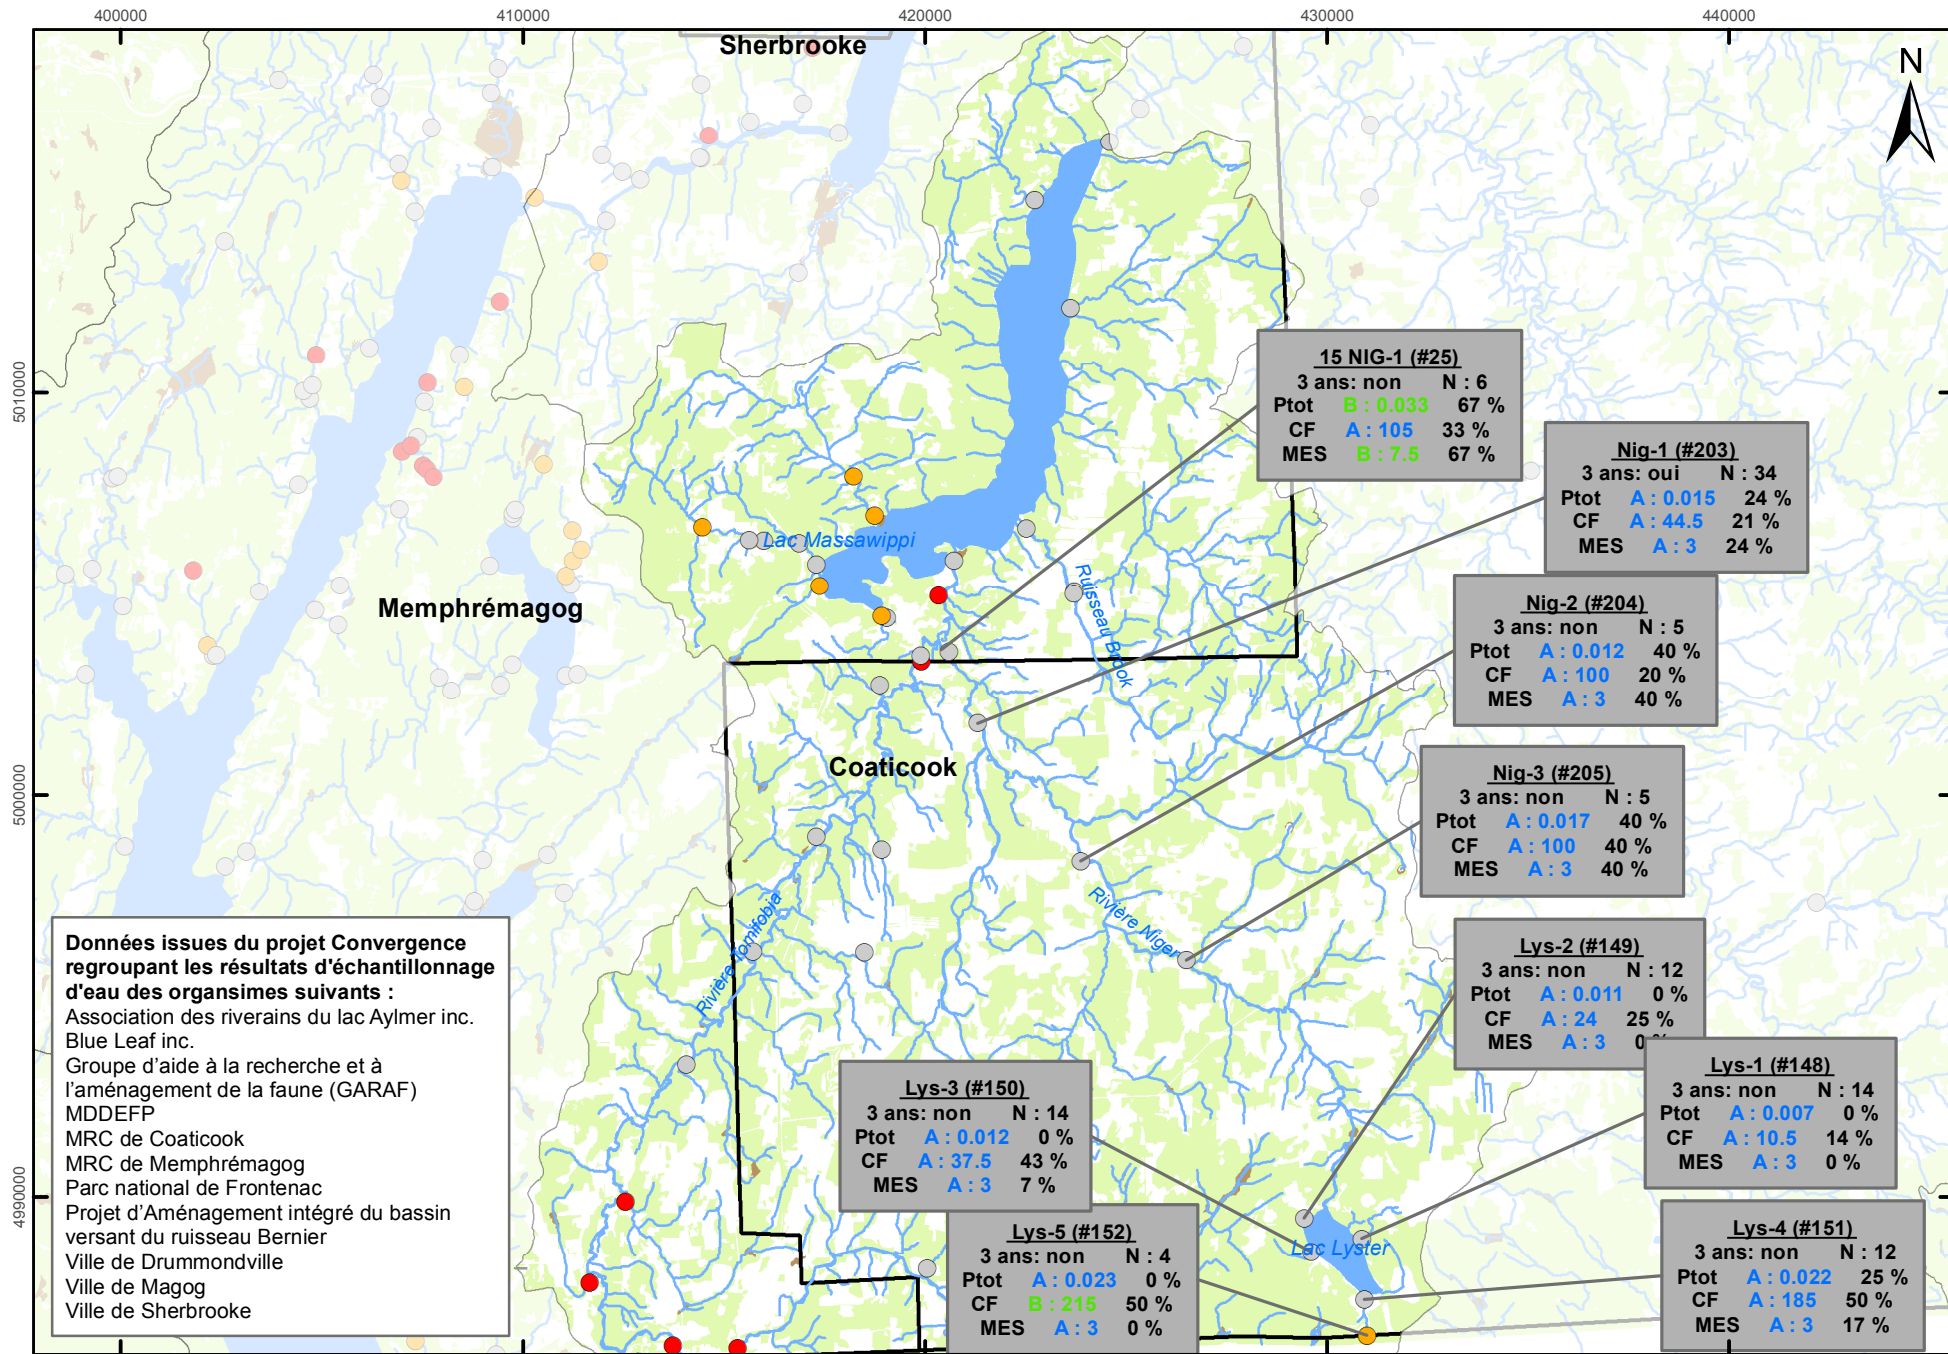 400000
410000
420000
430000
440000
Sherbrooke
N
5010000
5000000
4990000
15 NIG-1 (#25)
3 ans: non N : 6
Ptot B : 0.033 67 %
CF A : 105 33 %
MES B : 7.5 67 %
Nig-1 (#203)
3 ans: oui N : 34
Ptot A : 0.015 24 %
CF A : 44.5 21 %
MES A : 3 24 %
Lac Massawippi
Ruisseau Brook
Memphrémagog
Nig-2 (#204)
3 ans: non N : 5
Ptot A : 0.012 40 %
CF A : 100 20 %
MES A : 3 40 %
Coaticook
Nig-3 (#205)
3 ans: non N : 5
Ptot A : 0.017 40 %
CF A : 100 40 %
MES A : 3 40 %
Rivière Niger
Rivière Tomifobia
Lys-2 (#149)
3 ans: non N : 12
Ptot A : 0.011 0 %
CF A : 24 25 %
MES A : 3 0 %
Données issues du projet Convergence
regroupant les résultats d'échantillonnage
d'eau des organsimes suivants :
Association des riverains du lac Aylmer inc.
Blue Leaf inc.
Groupe d'aide à la recherche et à
l'aménagement de la faune (GARAF)
MDDEFP
MRC de Coaticook
MRC de Memphrémagog
Parc national de Frontenac
Projet d'Aménagement intégré du bassin
versant du ruisseau Bernier
Ville de Drummondville
Ville de Magog
Ville de Sherbrooke
Lys-3 (#150)
3 ans: non N : 14
Ptot A : 0.012 0 %
CF A : 37.5 43 %
MES A : 3 7 %
Lys-1 (#148)
3 ans: non N : 14
Ptot A : 0.007 0 %
CF A : 10.5 14 %
MES A : 3 0 %
Lac Lyster
Lys-5 (#152)
3 ans: non N : 4
Ptot A : 0.023 0 %
CF B : 215 50 %
MES A : 3 0 %
Lys-4 (#151)
3 ans: non N : 12
Ptot A : 0.022 25 %
CF A : 185 50 %
MES A : 3 17 %